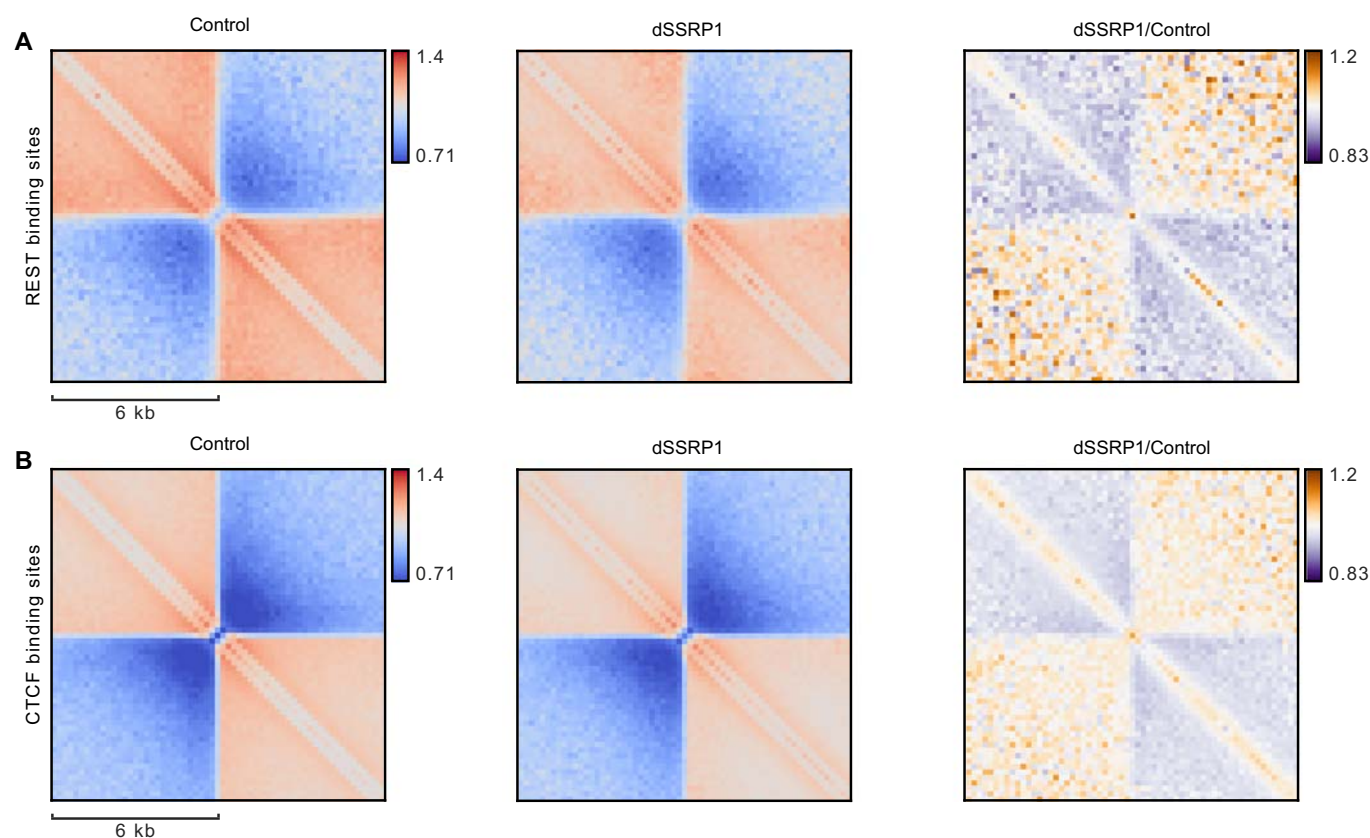 A
Control
dSSRP1
dSSRP1/Control
REST binding sites
1.4
0.71
1.2
0.83
6 kb
B
Control
dSSRP1
dSSRP1/Control
CTCF binding sites
1.4
0.71
1.2
0.83
6 kb